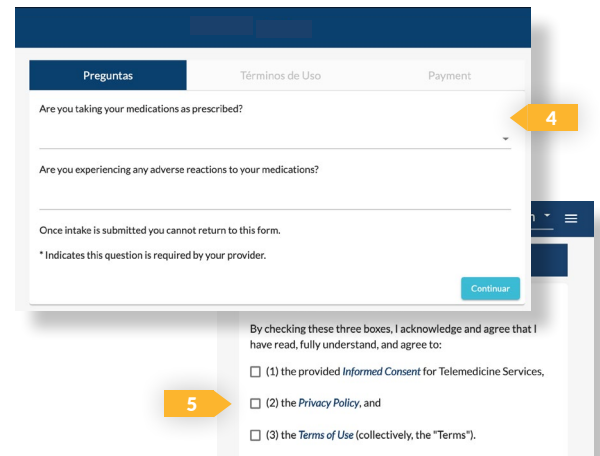 Preguntas
Términos de Uso
Payment
Are you taking your medications as prescribed?
4
Are you experiencing any adverse reactions to your medications?
Once intake is submitted you cannot return to this form.
* Indicates this question is required by your provider.
Continuar
By checking these three boxes, I acknowledge and agree that I
have read, fully understand, and agree to:
(1) the provided Informed Consent for Telemedicine Services,
5
(2) the Privacy Policy, and
(3) the Terms of Use (collectively, the "Terms").